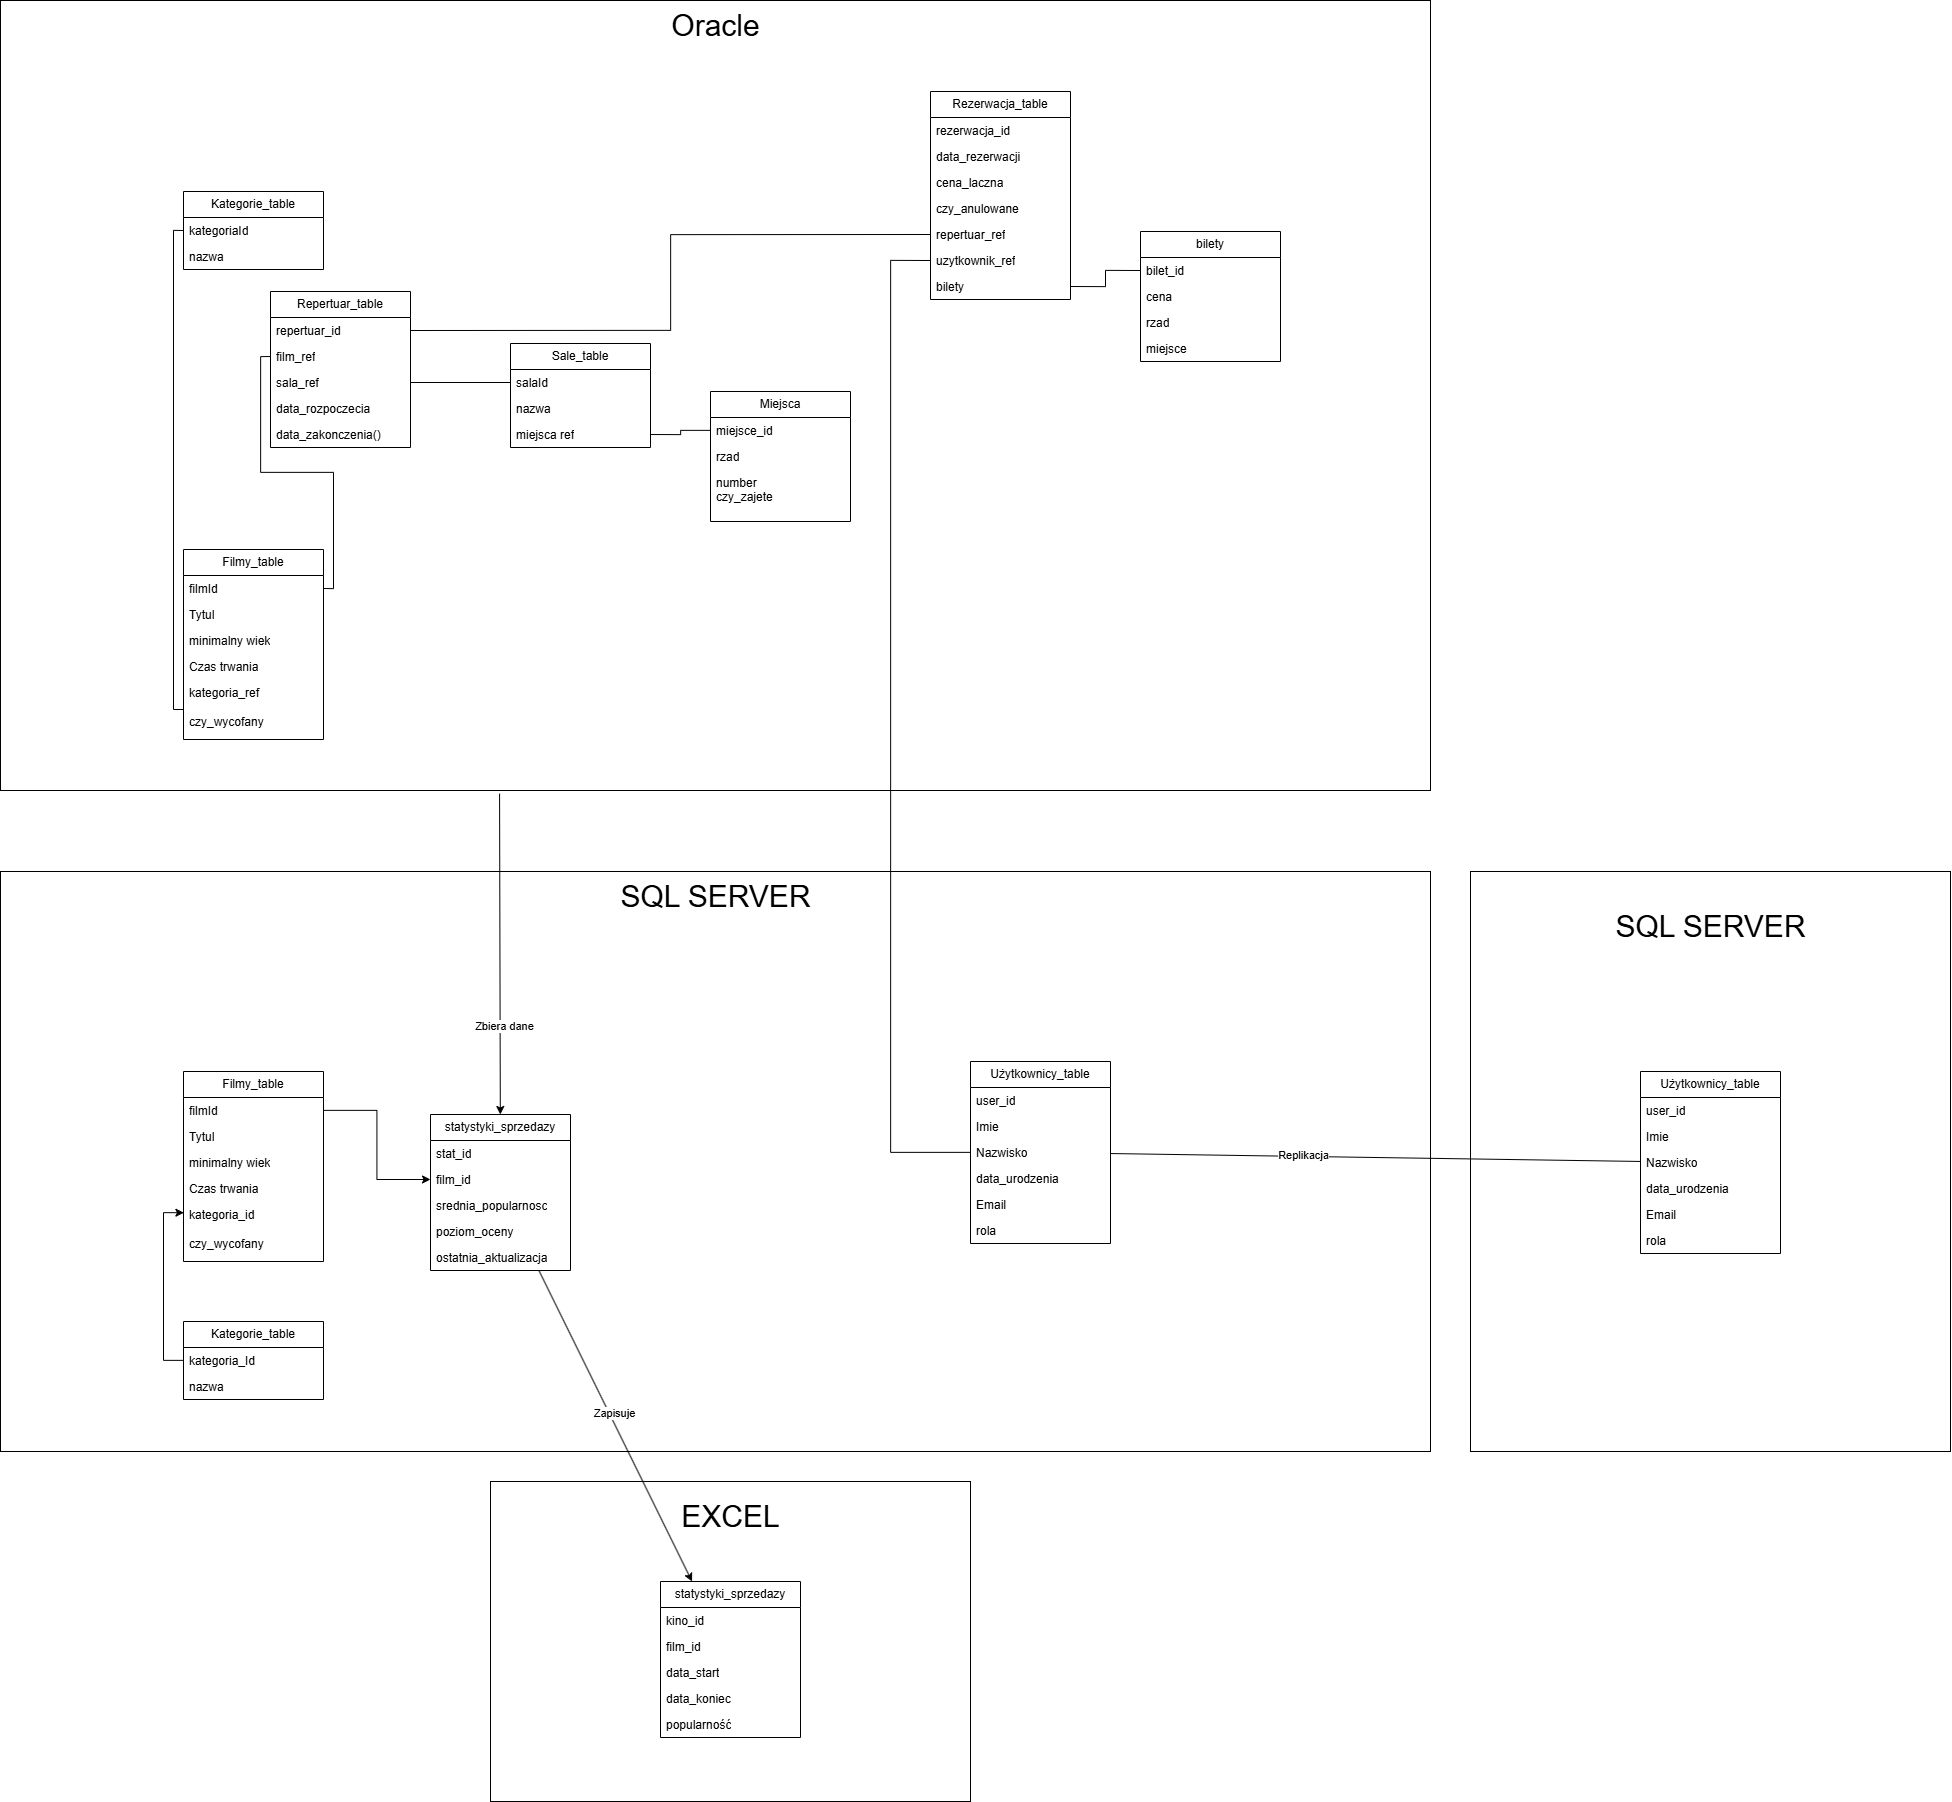 Oracle
Rezerwacja_table
rezerwacja_id
data_rezerwacji
cena_laczna
czy_anulowane
repertuar_ref
uzytkownik_ref
bilety
bilety
bilet_id
cena
rzad
miejsce
Kategorie_table
kategoriaId
nazwa
Repertuar_table
repertuar_id
film_ref
sala_ref
data_rozpoczecia
data_zakonczenia()
Sale_table
salaId
nazwa
miejsca ref
Miejsca
miejsce_id
rzad
number
czy_zajete
Filmy_table
filmId
Tytul
minimalny wiek
Czas trwania
kategoria_ref
czy_wycofany
SQL SERVER
Zbiera dane
Filmy_table
filmId
Tytul
minimalny wiek
Czas trwania
kategoria_id
czy_wycofany
statystyki_sprzedazy
stat_id
film_id
srednia_popularnosc
poziom_oceny
ostatnia_aktualizacja
Kategorie_table
kategoria_Id
nazwa
Użytkownicy_table
user_id
Imie
Nazwisko
data_urodzenia
Email
rola
Replikacja
SQL SERVER
Użytkownicy_table
user_id
Imie
Nazwisko
data_urodzenia
Email
rola
Zapisuje
EXCEL
statystyki_sprzedazy
kino_id
film_id
data_start
data_koniec
popularność